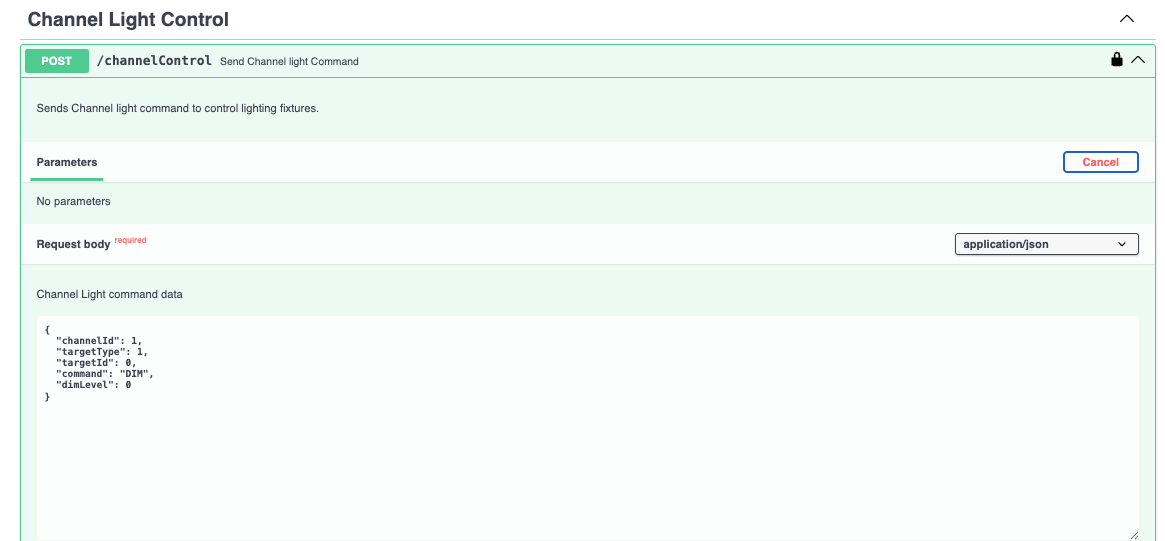 Channel Light Control
POST /channelControl Send Channel light Command
Sends Channel light command to control lighting fixtures.
Parameters Cancel
No parameters
Request body required application/json
Channel Light command data
{
  "channelId": 1,
  "targetType": 1,
  "targetId": 0,
  "command": "DIM",
  "dimLevel": 0
}